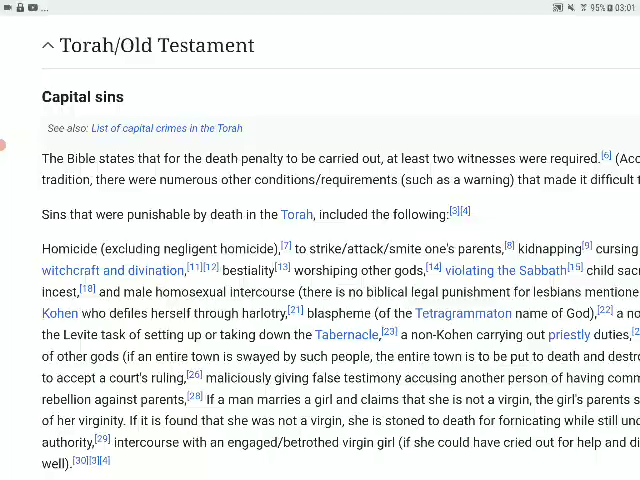 ... 95% 03:01
Torah/Old Testament
Capital sins
See also: List of capital crimes in the Torah
The Bible states that for the death penalty to be carried out, at least two witnesses were required.[6] (Acc
tradition, there were numerous other conditions/requirements (such as a warning) that made it difficult t
Sins that were punishable by death in the Torah, included the following:[3][4]
Homicide (excluding negligent homicide),[7] to strike/attack/smite one's parents,[8] kidnapping[9] cursing
witchcraft and divination,[11][12] bestiality[13] worshiping other gods,[14] violating the Sabbath[15] child sac
incest,[18] and male homosexual intercourse (there is no biblical legal punishment for lesbians mentione
Kohen who defiles herself through harlotry,[21] blaspheme (of the Tetragrammaton name of God),[22] a no
the Levite task of setting up or taking down the Tabernacle,[23] a non-Kohen carrying out priestly duties,[2
of other gods (if an entire town is swayed by such people, the entire town is to be put to death and destro
to accept a court's ruling,[26] maliciously giving false testimony accusing another person of having comm
rebellion against parents,[28] If a man marries a girl and claims that she is not a virgin, the girl's parents s
of her virginity. If it is found that she was not a virgin, she is stoned to death for fornicating while still und
authority,[29] intercourse with an engaged/betrothed virgin girl (if she could have cried out for help and di
well).[30][3][4]